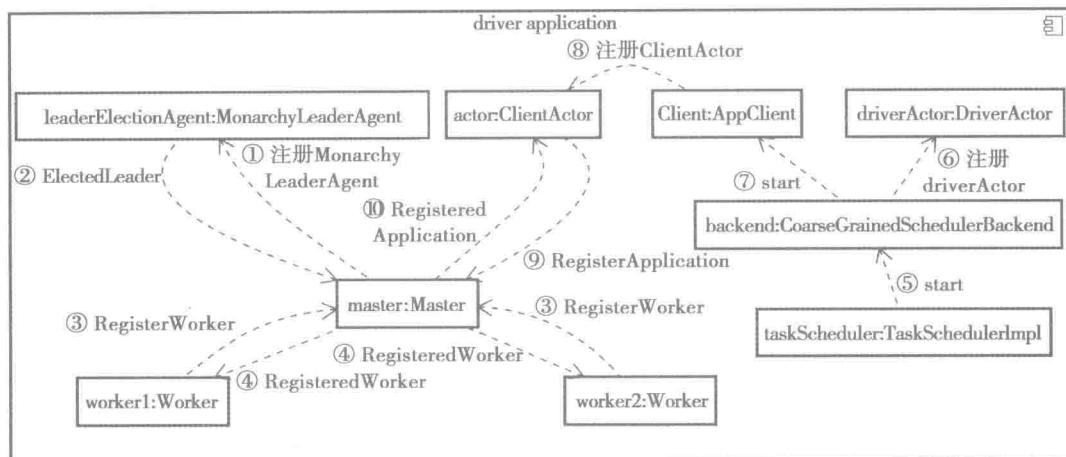 driver application
⑧ 注册ClientActor
leaderElectionAgent:MonarchyLeaderAgent
actor:ClientActor
Client:AppClient
driverActor:DriverActor
① 注册Monarchy
LeaderAgent
② ElectedLeader
⑥ 注册
driverActor
⑦ start
⑩ Registered
Application
backend:CoarseGrainedSchedulerBackend
⑨ RegisterApplication
⑤ start
master:Master
③ RegisterWorker
③ RegisterWorker
taskScheduler:TaskSchedulerImpl
④ RegisteredWorker
④ RegisteredWorker
worker1:Worker
worker2:Worker